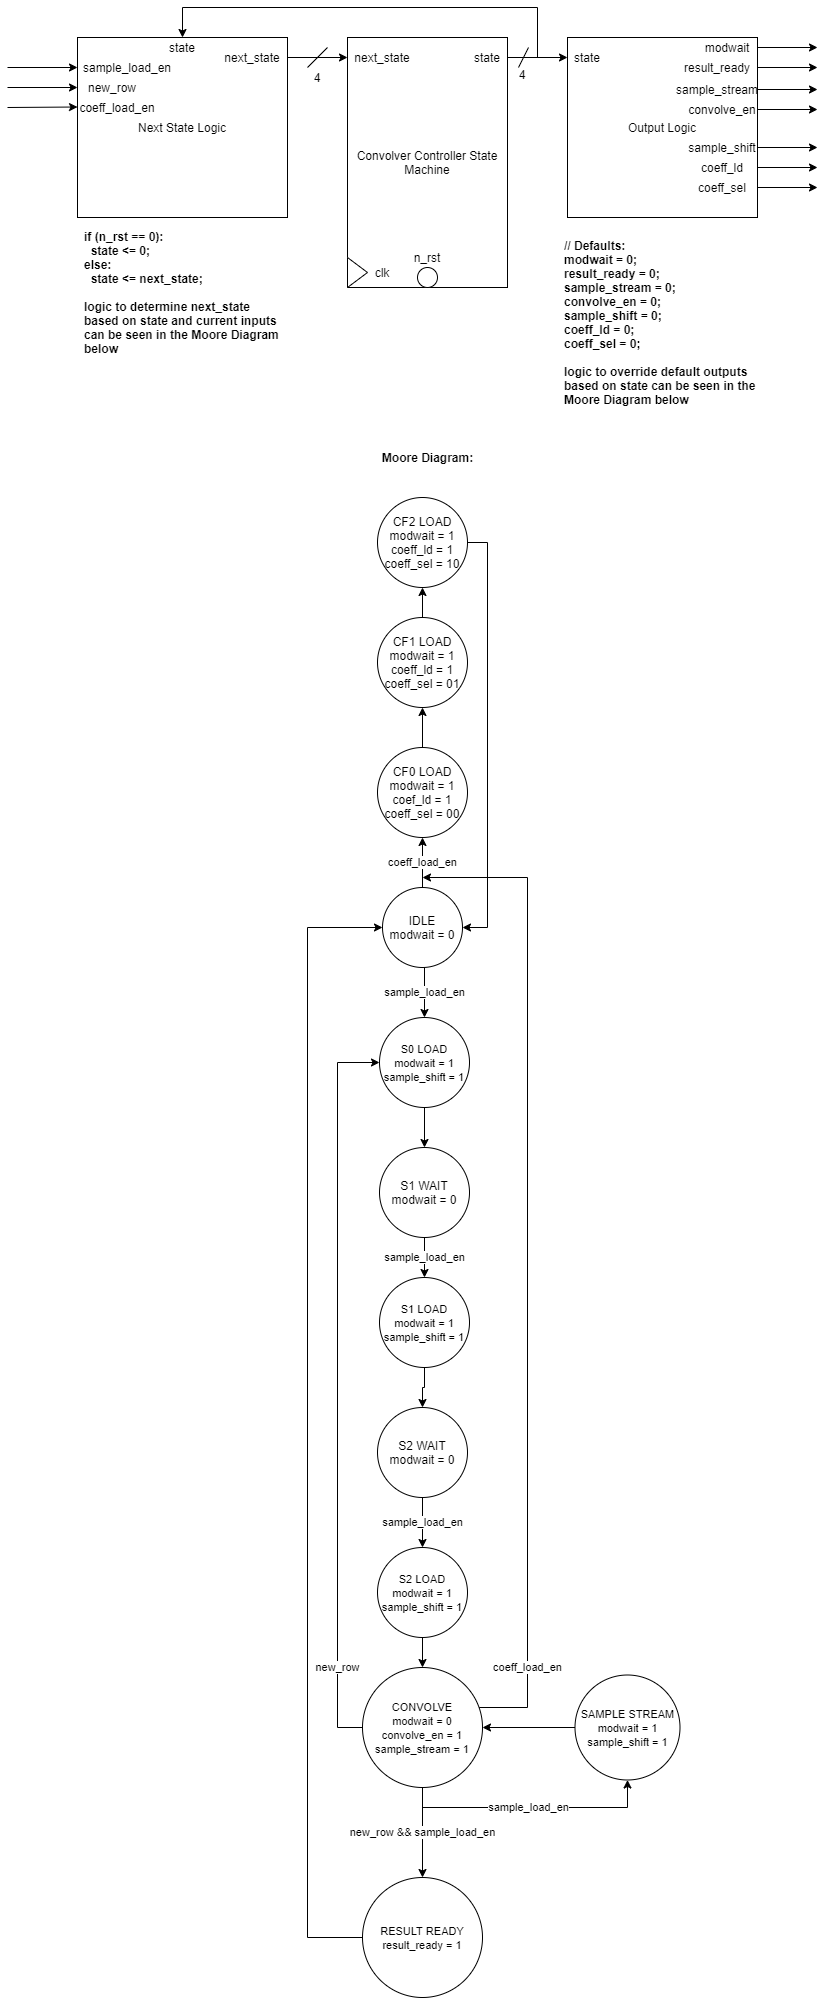 state
next_state
sample_load_en
new_row
coeff_load_en
Next State Logic
4
next_state
state
Convolver Controller State
Machine
clk
n_rst
4
state
modwait
result_ready
sample_stream
convolve_en
Output Logic
sample_shift
coeff_ld
coeff_sel
if (n_rst == 0):
state <= 0;
else:
state <= next_state;
logic to determine next_state
based on state and current inputs
can be seen in the Moore Diagram
below
// Defaults:
modwait = 0;
result_ready = 0;
sample_stream = 0;
convolve_en = 0;
sample_shift = 0;
coeff_ld = 0;
coeff_sel = 0;
logic to override default outputs
based on state can be seen in the
Moore Diagram below
Moore Diagram:
CF2 LOAD
modwait = 1
coeff_ld = 1
coeff_sel = 10
CF1 LOAD
modwait = 1
coeff_ld = 1
coeff_sel = 01
CF0 LOAD
modwait = 1
coef_ld = 1
coeff_sel = 00
coeff_load_en
IDLE
modwait = 0
sample_load_en
S0 LOAD
modwait = 1
sample_shift = 1
S1 WAIT
modwait = 0
sample_load_en
S1 LOAD
modwait = 1
sample_shift = 1
S2 WAIT
modwait = 0
sample_load_en
S2 LOAD
modwait = 1
sample_shift = 1
new_row
coeff_load_en
CONVOLVE
modwait = 0
convolve_en = 1
sample_stream = 1
SAMPLE STREAM
modwait = 1
sample_shift = 1
sample_load_en
new_row && sample_load_en
RESULT READY
result_ready = 1